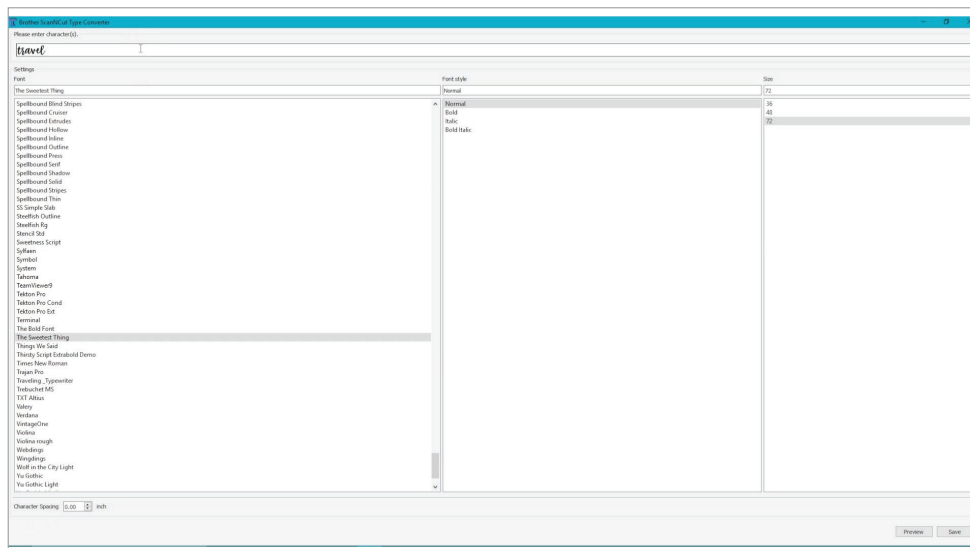 Brother ScanNCut Type Converter
Please enter character(s).
travel
Settings
Font
Font style
Size
The Sweetest Thing
Normal
72
Spellbound Blind Stripes
Spellbound Cruiser
Spellbound Extrudes
Spellbound Hollow
Spellbound Inline
Spellbound Outline
Spellbound Press
Spellbound Serif
Spellbound Shadow
Spellbound Solid
Spellbound Stripes
Spellbound Thin
SS Simple Slab
Steelfish Outline
Steelfish Rg
Stencil Std
Sweetness Script
Sylfaen
Symbol
System
Tahoma
TeamViewer9
Tekton Pro
Tekton Pro Cond
Tekton Pro Ext
Terminal
The Bold Font
The Sweetest Thing
Things We Said
Thirsty Script Extrabold Demo
Times New Roman
Trajan Pro
Traveling _Typewriter
Trebuchet MS
TXT Altius
Valery
Verdana
VintageOne
Violina
Violina rough
Webdings
Wingdings
Wolf in the City Light
Yu Gothic
Yu Gothic Light
Normal
Bold
Italic
Bold Italic
36
48
72
Character Spacing 0.00 inch
Preview
Save